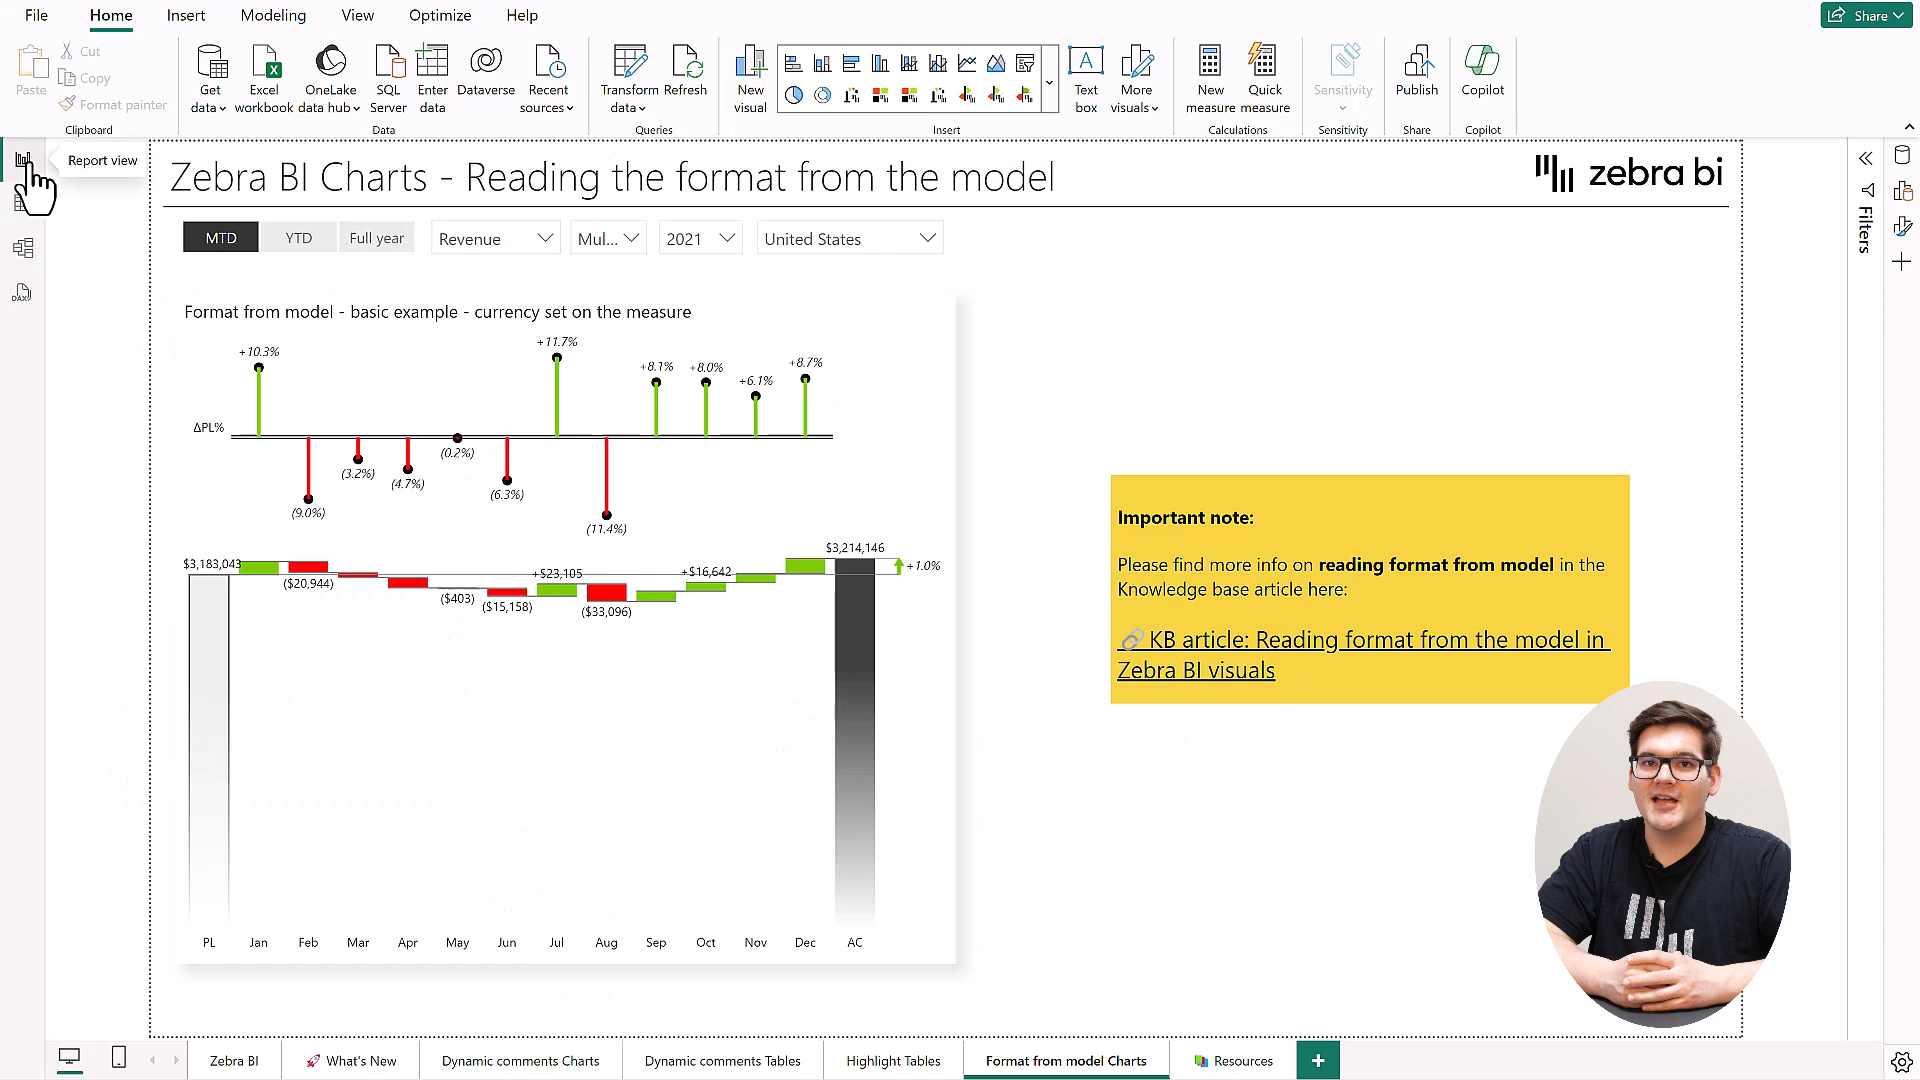 File Home Insert Modeling View Optimize Help Share
Paste Cut Copy Format painter
Clipboard
Get data Excel workbook OneLake data hub SQL Server Enter data Dataverse Recent sources
Data
Transform data Refresh
Queries
New visual Text box More visuals
Insert
New measure Quick measure
Calculations
Sensitivity
Sensitivity
Publish
Share
Copilot
Copilot
Report view
DAX
Zebra BI Charts - Reading the format from the model
zebra bi
MTD YTD Full year Revenue Mul... 2021 United States
Filters
Format from model - basic example - currency set on the measure
+10.3% +11.7% +8.1% +8.0% +6.1% +8.7%
ΔPL%
(9.0%) (3.2%) (4.7%) (0.2%) (6.3%) (11.4%)
$3,183,043 ($20,944) ($403) ($15,158) +$23,105 ($33,096) +$16,642 $3,214,146 +1.0%
PL Jan Feb Mar Apr May Jun Jul Aug Sep Oct Nov Dec AC
Important note:
Please find more info on reading format from model in the
Knowledge base article here:
KB article: Reading format from the model in
Zebra BI visuals
Zebra BI What's New Dynamic comments Charts Dynamic comments Tables Highlight Tables Format from model Charts Resources +